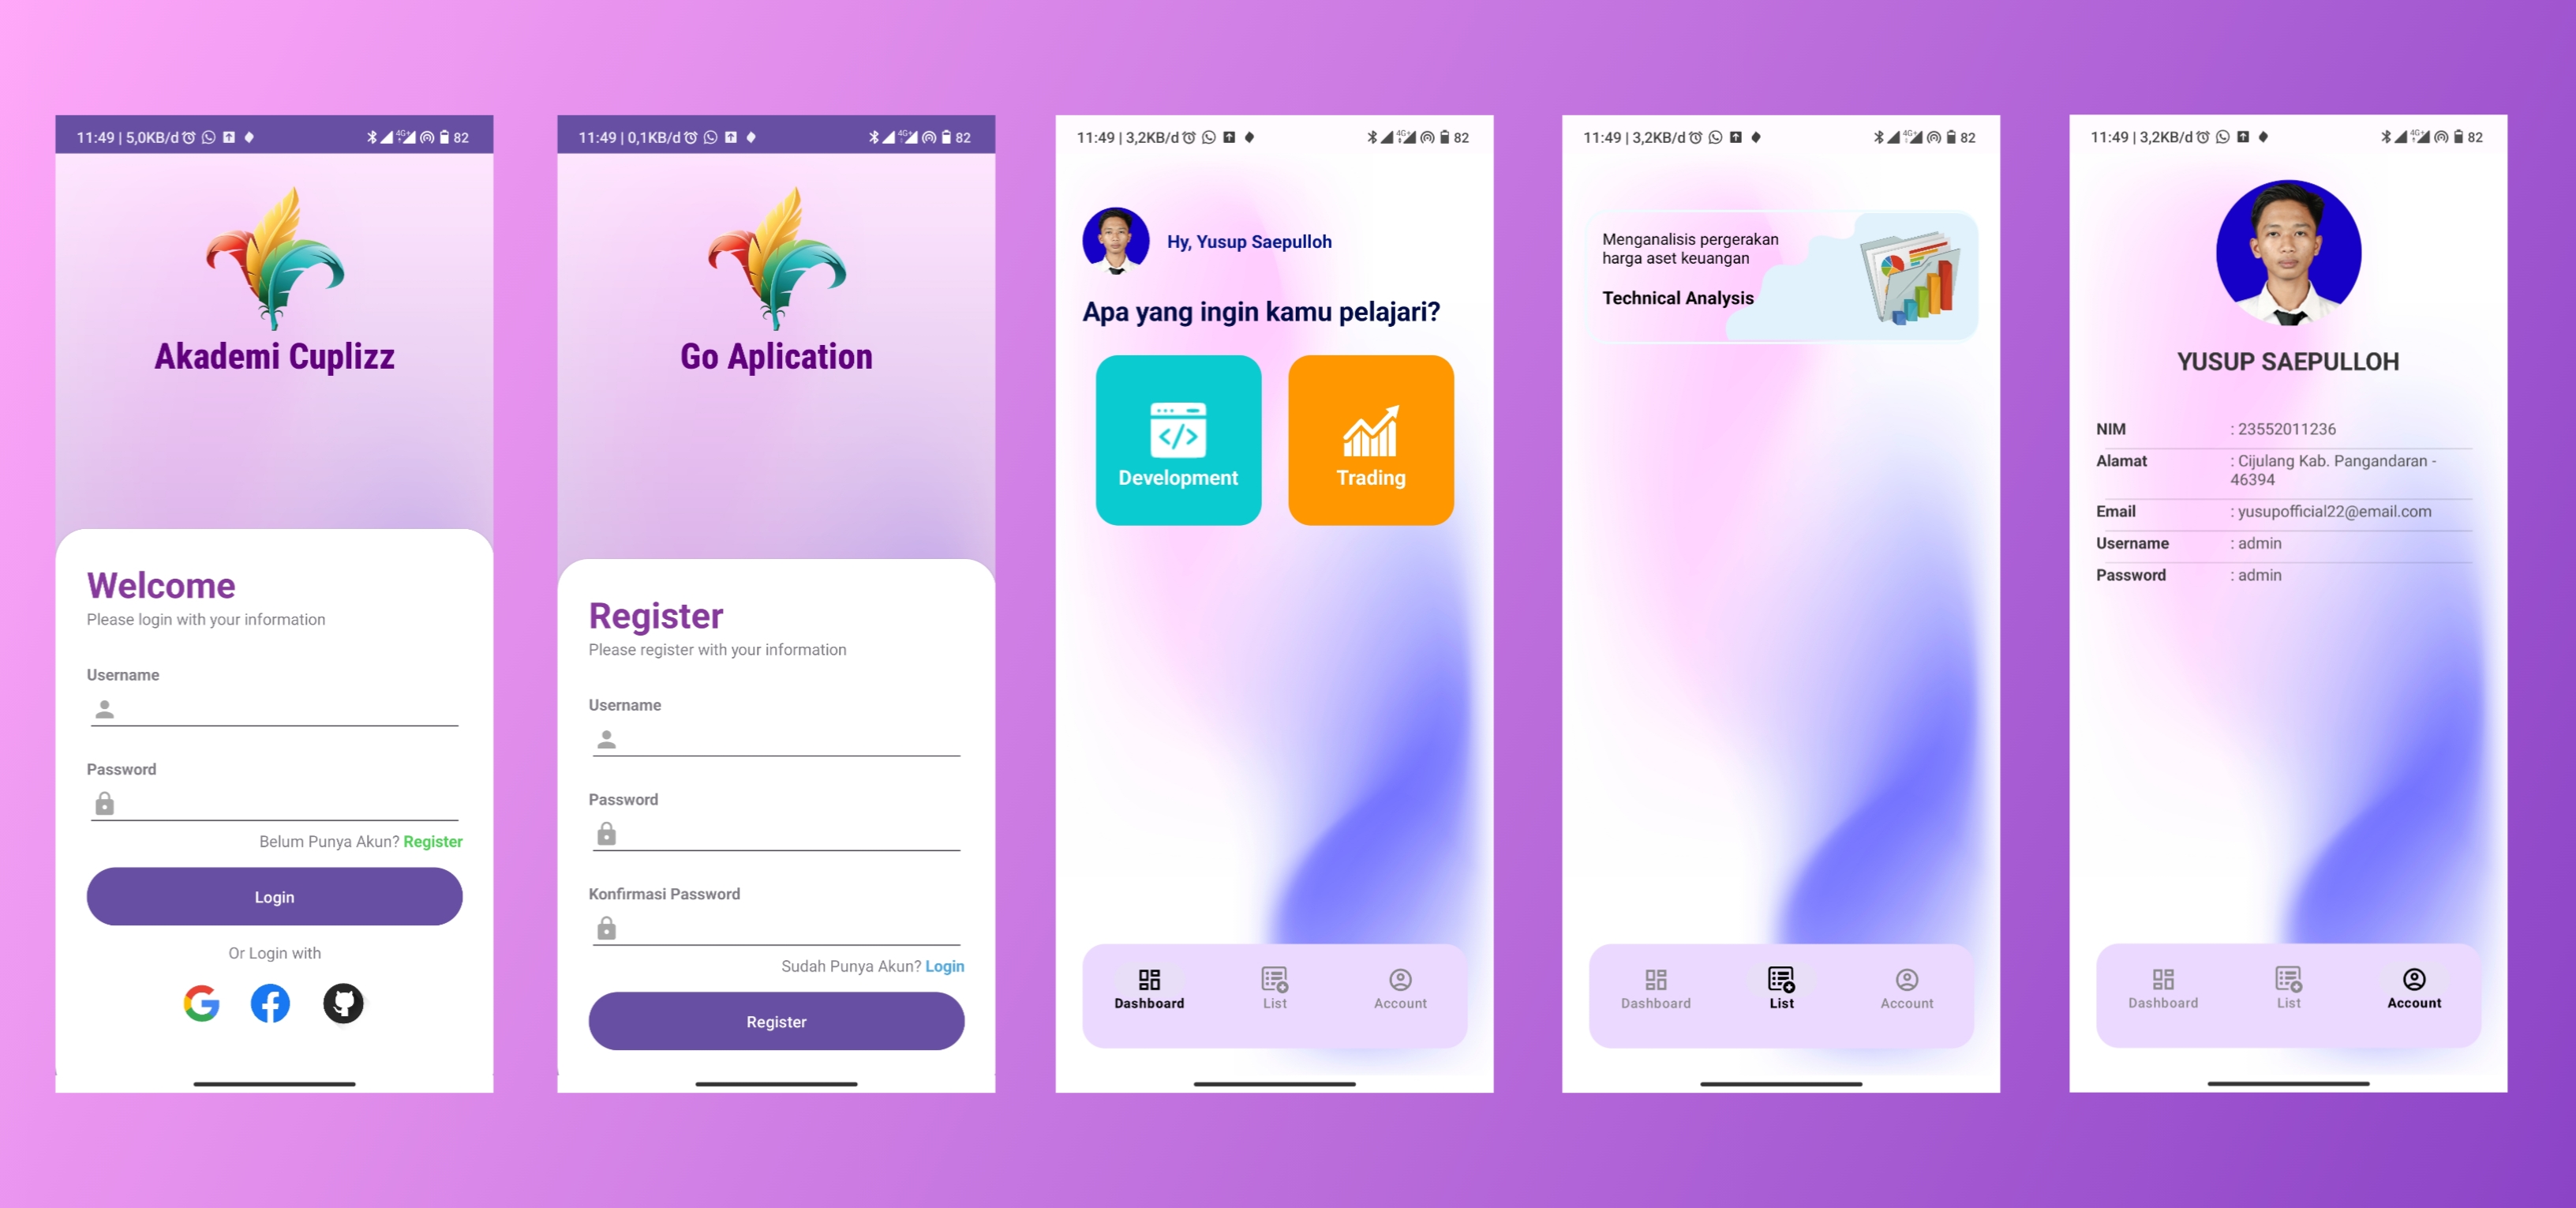 11:49 | 5,0KB/d 4G+ 82
Akademi Cuplizz
Welcome
Please login with your information
Username
Password
Belum Punya Akun? Register
Login
Or Login with
11:49 | 0,1KB/d 4G+ 82
Go Aplication
Register
Please register with your information
Username
Password
Konfirmasi Password
Sudah Punya Akun? Login
Register
11:49 | 3,2KB/d 4G+ 82
Hy, Yusup Saepulloh
Apa yang ingin kamu pelajari?
Development
Trading
Dashboard List Account
11:49 | 3,2KB/d 4G+ 82
Menganalisis pergerakan
harga aset keuangan
Technical Analysis
Dashboard List Account
11:49 | 3,2KB/d 4G+ 82
YUSUP SAEPULLOH
NIM : 23552011236
Alamat : Cijulang Kab. Pangandaran -
46394
Email : yusupofficial22@email.com
Username : admin
Password : admin
Dashboard List Account